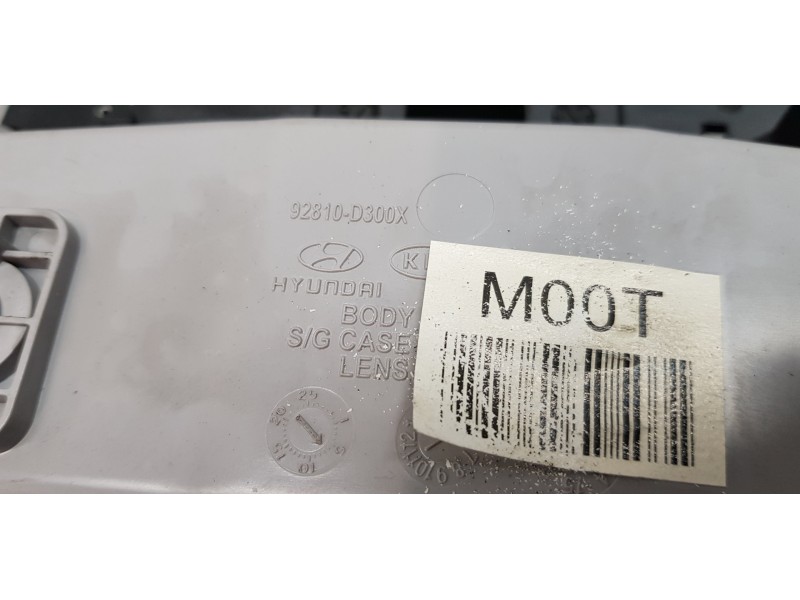 92810-D300X
HYUNDAI
BODY
S/G CASE
LENS
M00T